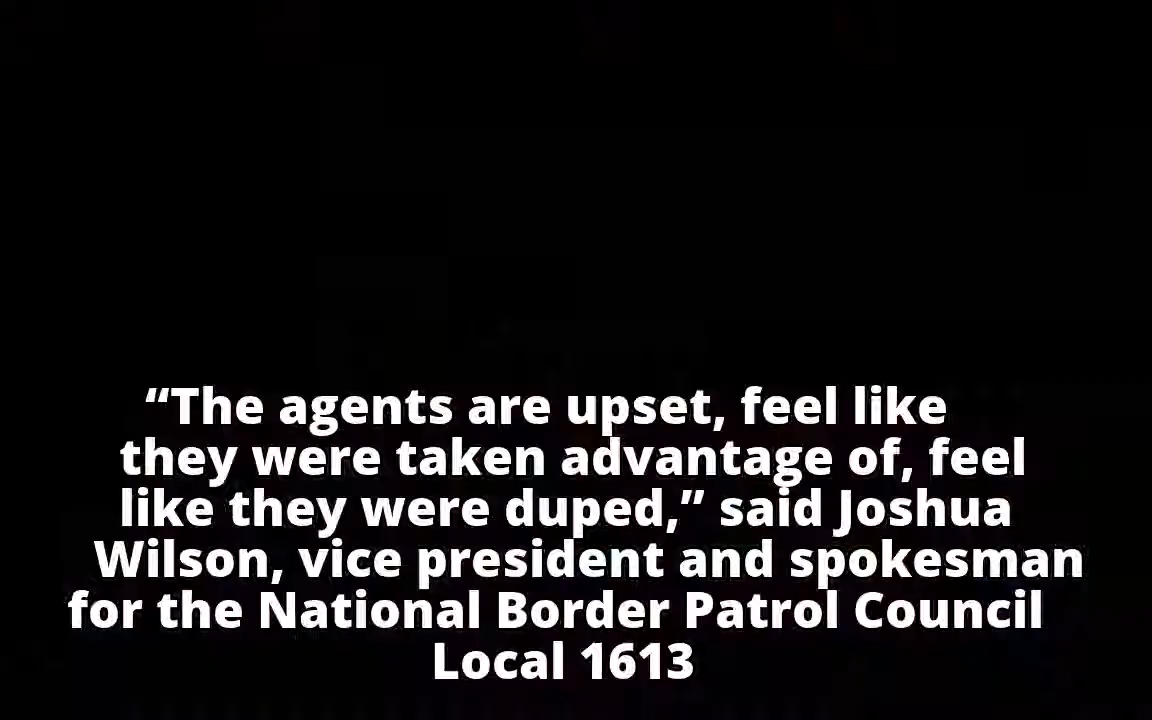 “The agents are upset, feel like
they were taken advantage of, feel
like they were duped,” said Joshua
Wilson, vice president and spokesman
for the National Border Patrol Council
Local 1613